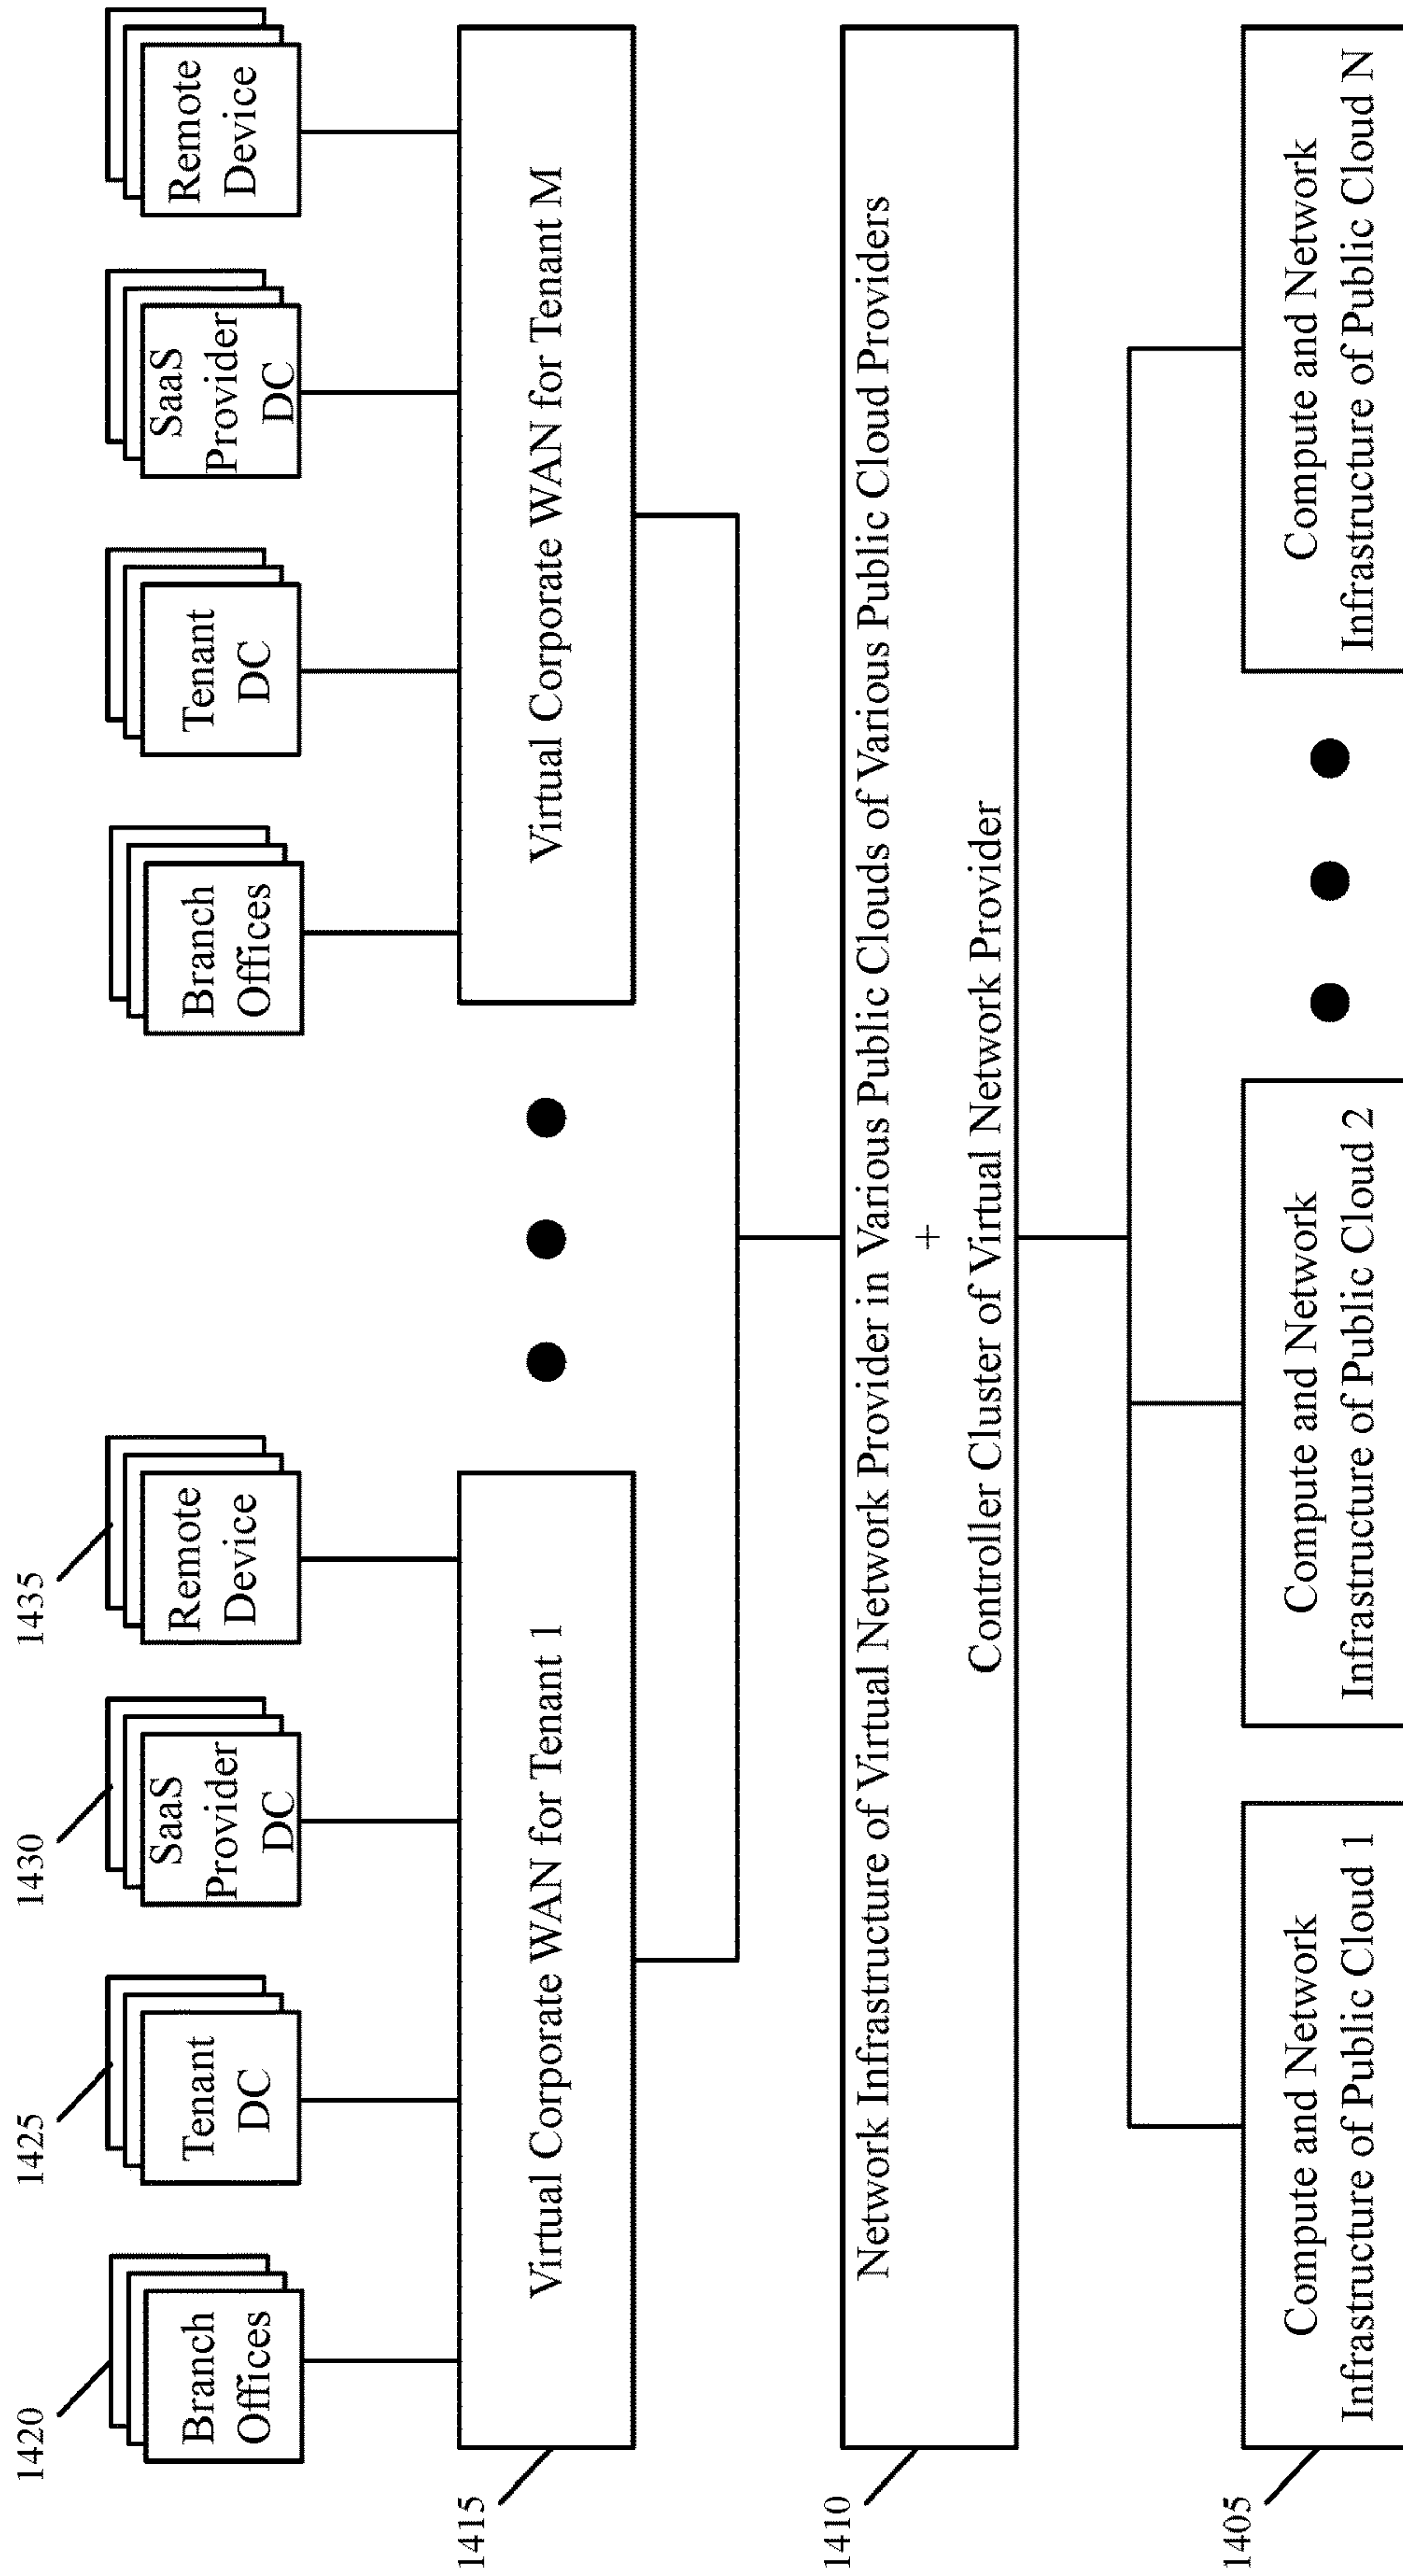 1420
1425
1430
1435
Branch
Offices
Tenant
DC
SaaS
Provider
DC
Remote
Device
Branch
Offices
Tenant
DC
SaaS
Provider
DC
Remote
Device
1415
Virtual Corporate WAN for Tenant 1
Virtual Corporate WAN for Tenant M
1410
Network Infrastructure of Virtual Network Provider in Various Public Clouds of Various Public Cloud Providers
+
Controller Cluster of Virtual Network Provider
1405
Compute and Network
Infrastructure of Public Cloud 1
Compute and Network
Infrastructure of Public Cloud 2
Compute and Network
Infrastructure of Public Cloud N